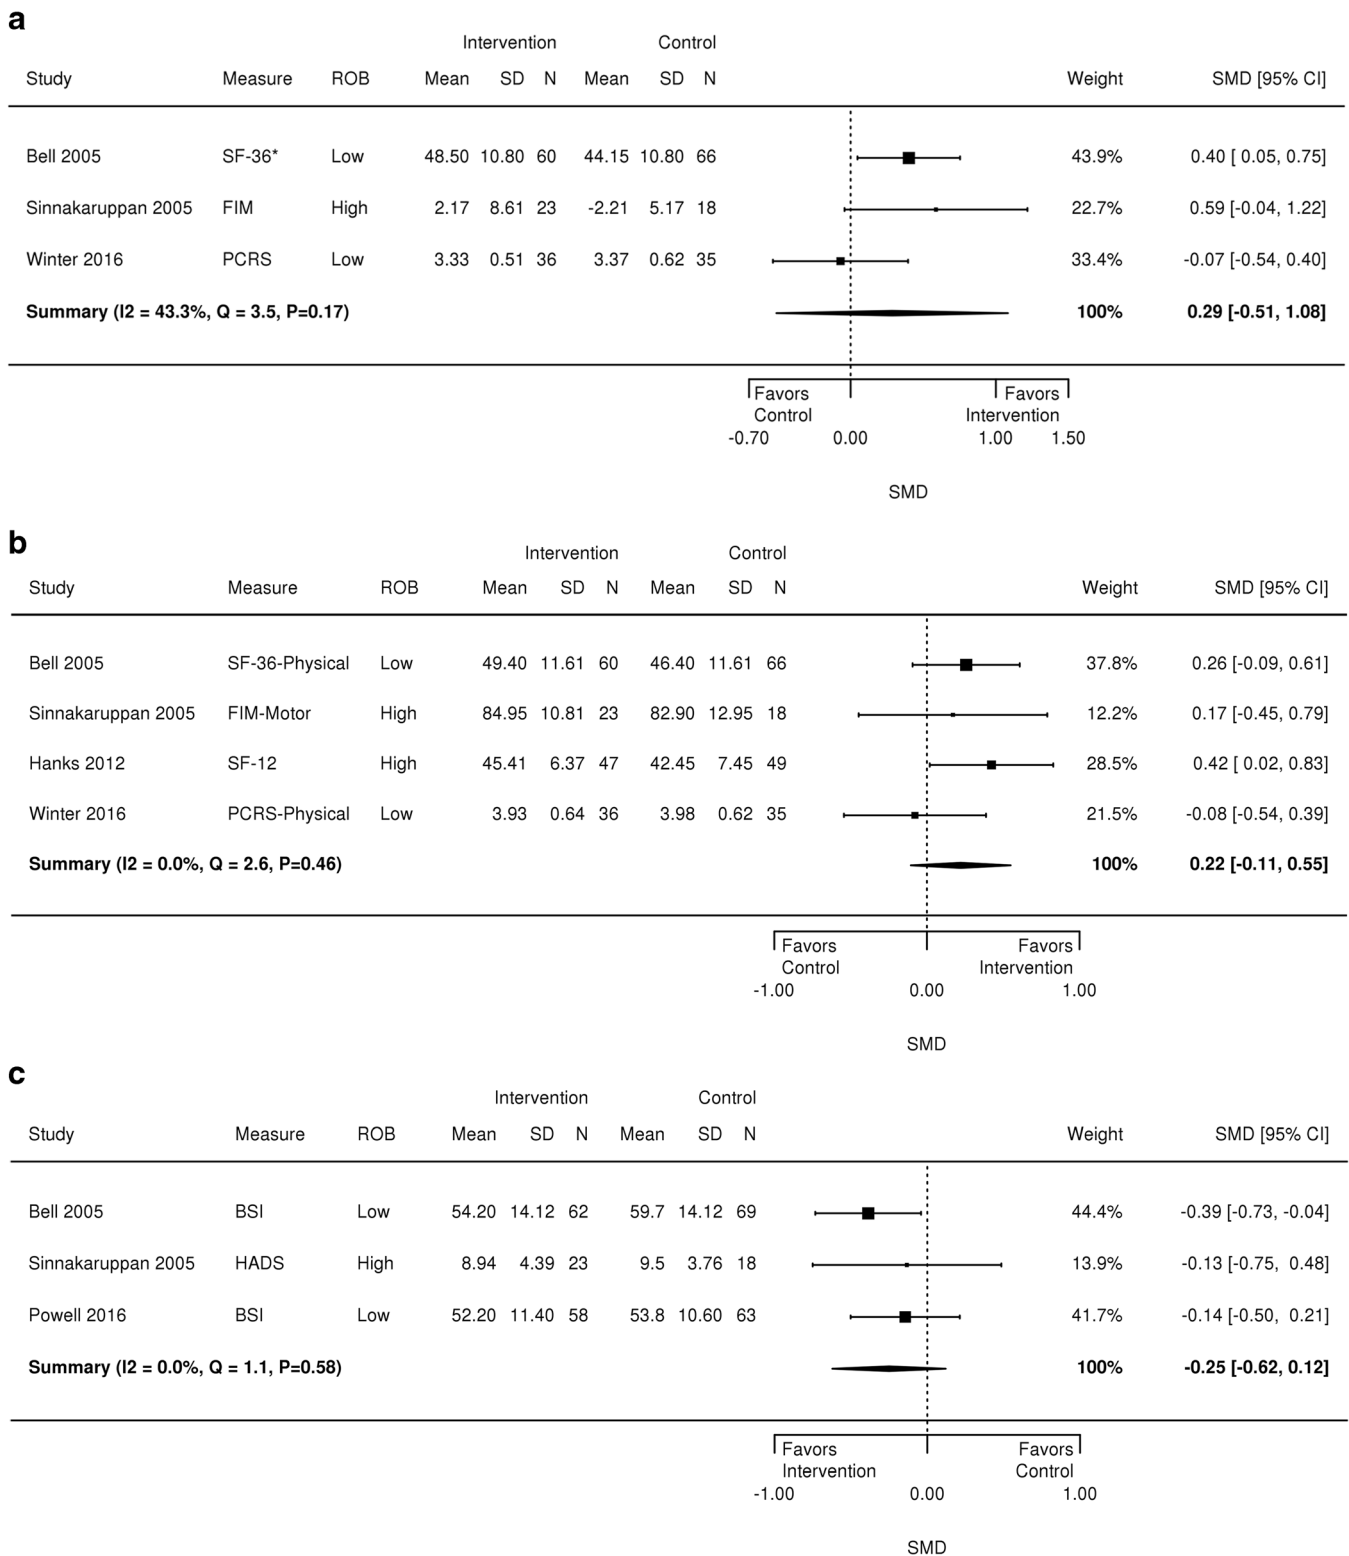 a
Intervention Control
Study Measure ROB Mean SD N Mean SD N Weight SMD [95% CI]
Bell 2005 SF-36* Low 48.50 10.80 60 44.15 10.80 66 43.9% 0.40 [ 0.05, 0.75]
Sinnakaruppan 2005 FIM High 2.17 8.61 23 -2.21 5.17 18 22.7% 0.59 [-0.04, 1.22]
Winter 2016 PCRS Low 3.33 0.51 36 3.37 0.62 35 33.4% -0.07 [-0.54, 0.40]
Summary (I2 = 43.3%, Q = 3.5, P=0.17) 100% 0.29 [-0.51, 1.08]
Favors Favors
Control Intervention
-0.70 0.00 1.00 1.50
SMD
b
Intervention Control
Study Measure ROB Mean SD N Mean SD N Weight SMD [95% CI]
Bell 2005 SF-36-Physical Low 49.40 11.61 60 46.40 11.61 66 37.8% 0.26 [-0.09, 0.61]
Sinnakaruppan 2005 FIM-Motor High 84.95 10.81 23 82.90 12.95 18 12.2% 0.17 [-0.45, 0.79]
Hanks 2012 SF-12 High 45.41 6.37 47 42.45 7.45 49 28.5% 0.42 [ 0.02, 0.83]
Winter 2016 PCRS-Physical Low 3.93 0.64 36 3.98 0.62 35 21.5% -0.08 [-0.54, 0.39]
Summary (I2 = 0.0%, Q = 2.6, P=0.46) 100% 0.22 [-0.11, 0.55]
Favors Favors
Control Intervention
-1.00 0.00 1.00
SMD
c
Intervention Control
Study Measure ROB Mean SD N Mean SD N Weight SMD [95% CI]
Bell 2005 BSI Low 54.20 14.12 62 59.7 14.12 69 44.4% -0.39 [-0.73, -0.04]
Sinnakaruppan 2005 HADS High 8.94 4.39 23 9.5 3.76 18 13.9% -0.13 [-0.75, 0.48]
Powell 2016 BSI Low 52.20 11.40 58 53.8 10.60 63 41.7% -0.14 [-0.50, 0.21]
Summary (I2 = 0.0%, Q = 1.1, P=0.58) 100% -0.25 [-0.62, 0.12]
Favors Favors
Intervention Control
-1.00 0.00 1.00
SMD